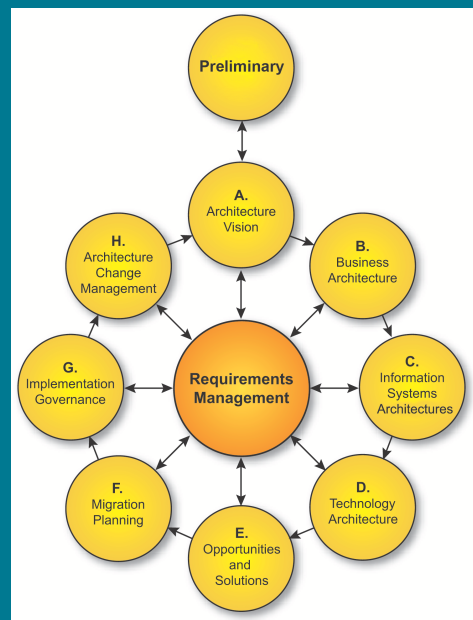 Preliminary
A.
Architecture
Vision
B.
Business
Architecture
C.
Information
Systems
Architectures
D.
Technology
Architecture
E.
Opportunities
and
Solutions
F.
Migration
Planning
G.
Implementation
Governance
H.
Architecture
Change
Management
Requirements
Management